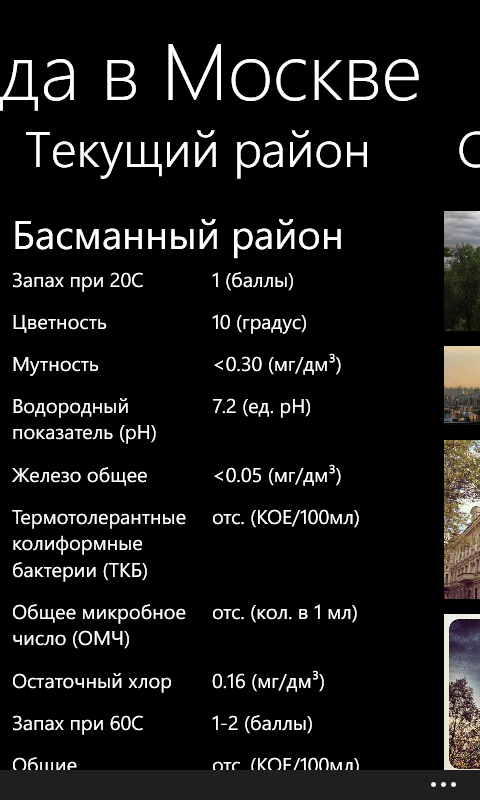 да в Москве
Текущий район
Басманный район
Запах при 20С 1 (баллы)
Цветность 10 (градус)
Мутность <0.30 (мг/дм³)
Водородный 7.2 (ед. рН)
показатель (рН)
Железо общее <0.05 (мг/дм³)
Термотолерантные отс. (КОЕ/100мл)
колиформные
бактерии (ТКБ)
Общее микробное отс. (кол. в 1 мл)
число (ОМЧ)
Остаточный хлор 0.16 (мг/дм³)
Запах при 60С 1-2 (баллы)
Общие отс. (КОЕ/100мл)